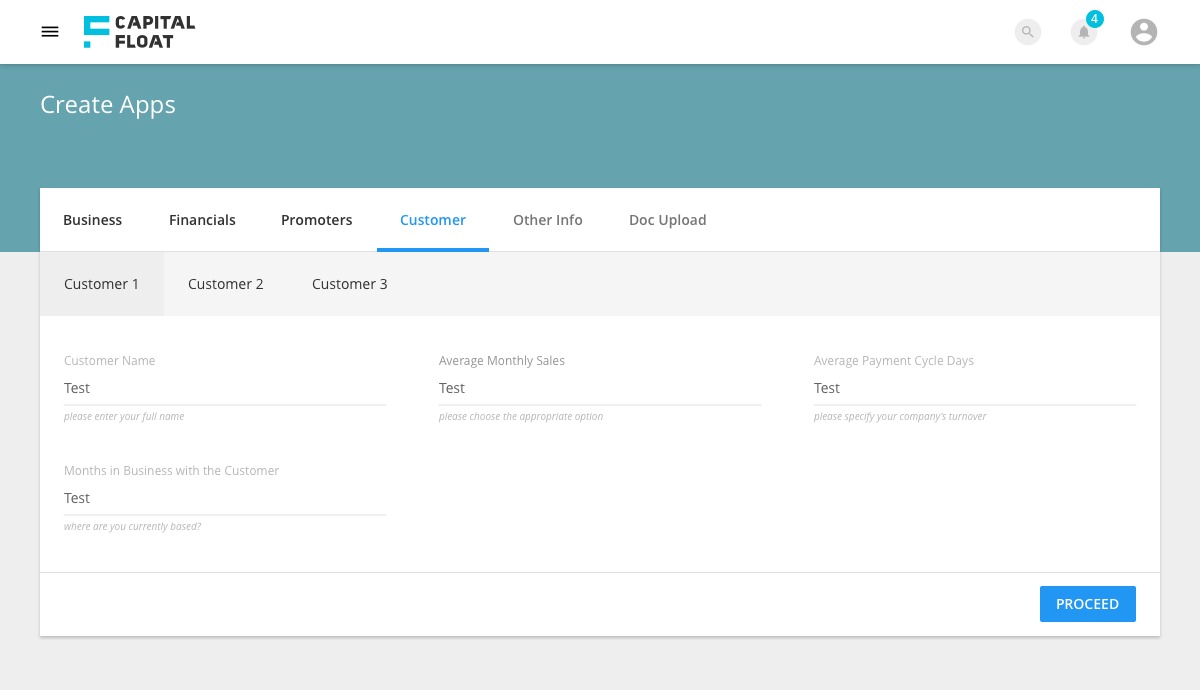 CAPITAL
FLOAT
4
Create Apps
Business Financials Promoters Customer Other Info Doc Upload
Customer 1 Customer 2 Customer 3
Customer Name Average Monthly Sales Average Payment Cycle Days
Test Test Test
please enter your full name please choose the appropriate option please specify your company's turnover
Months in Business with the Customer
Test
where are you currently based?
PROCEED